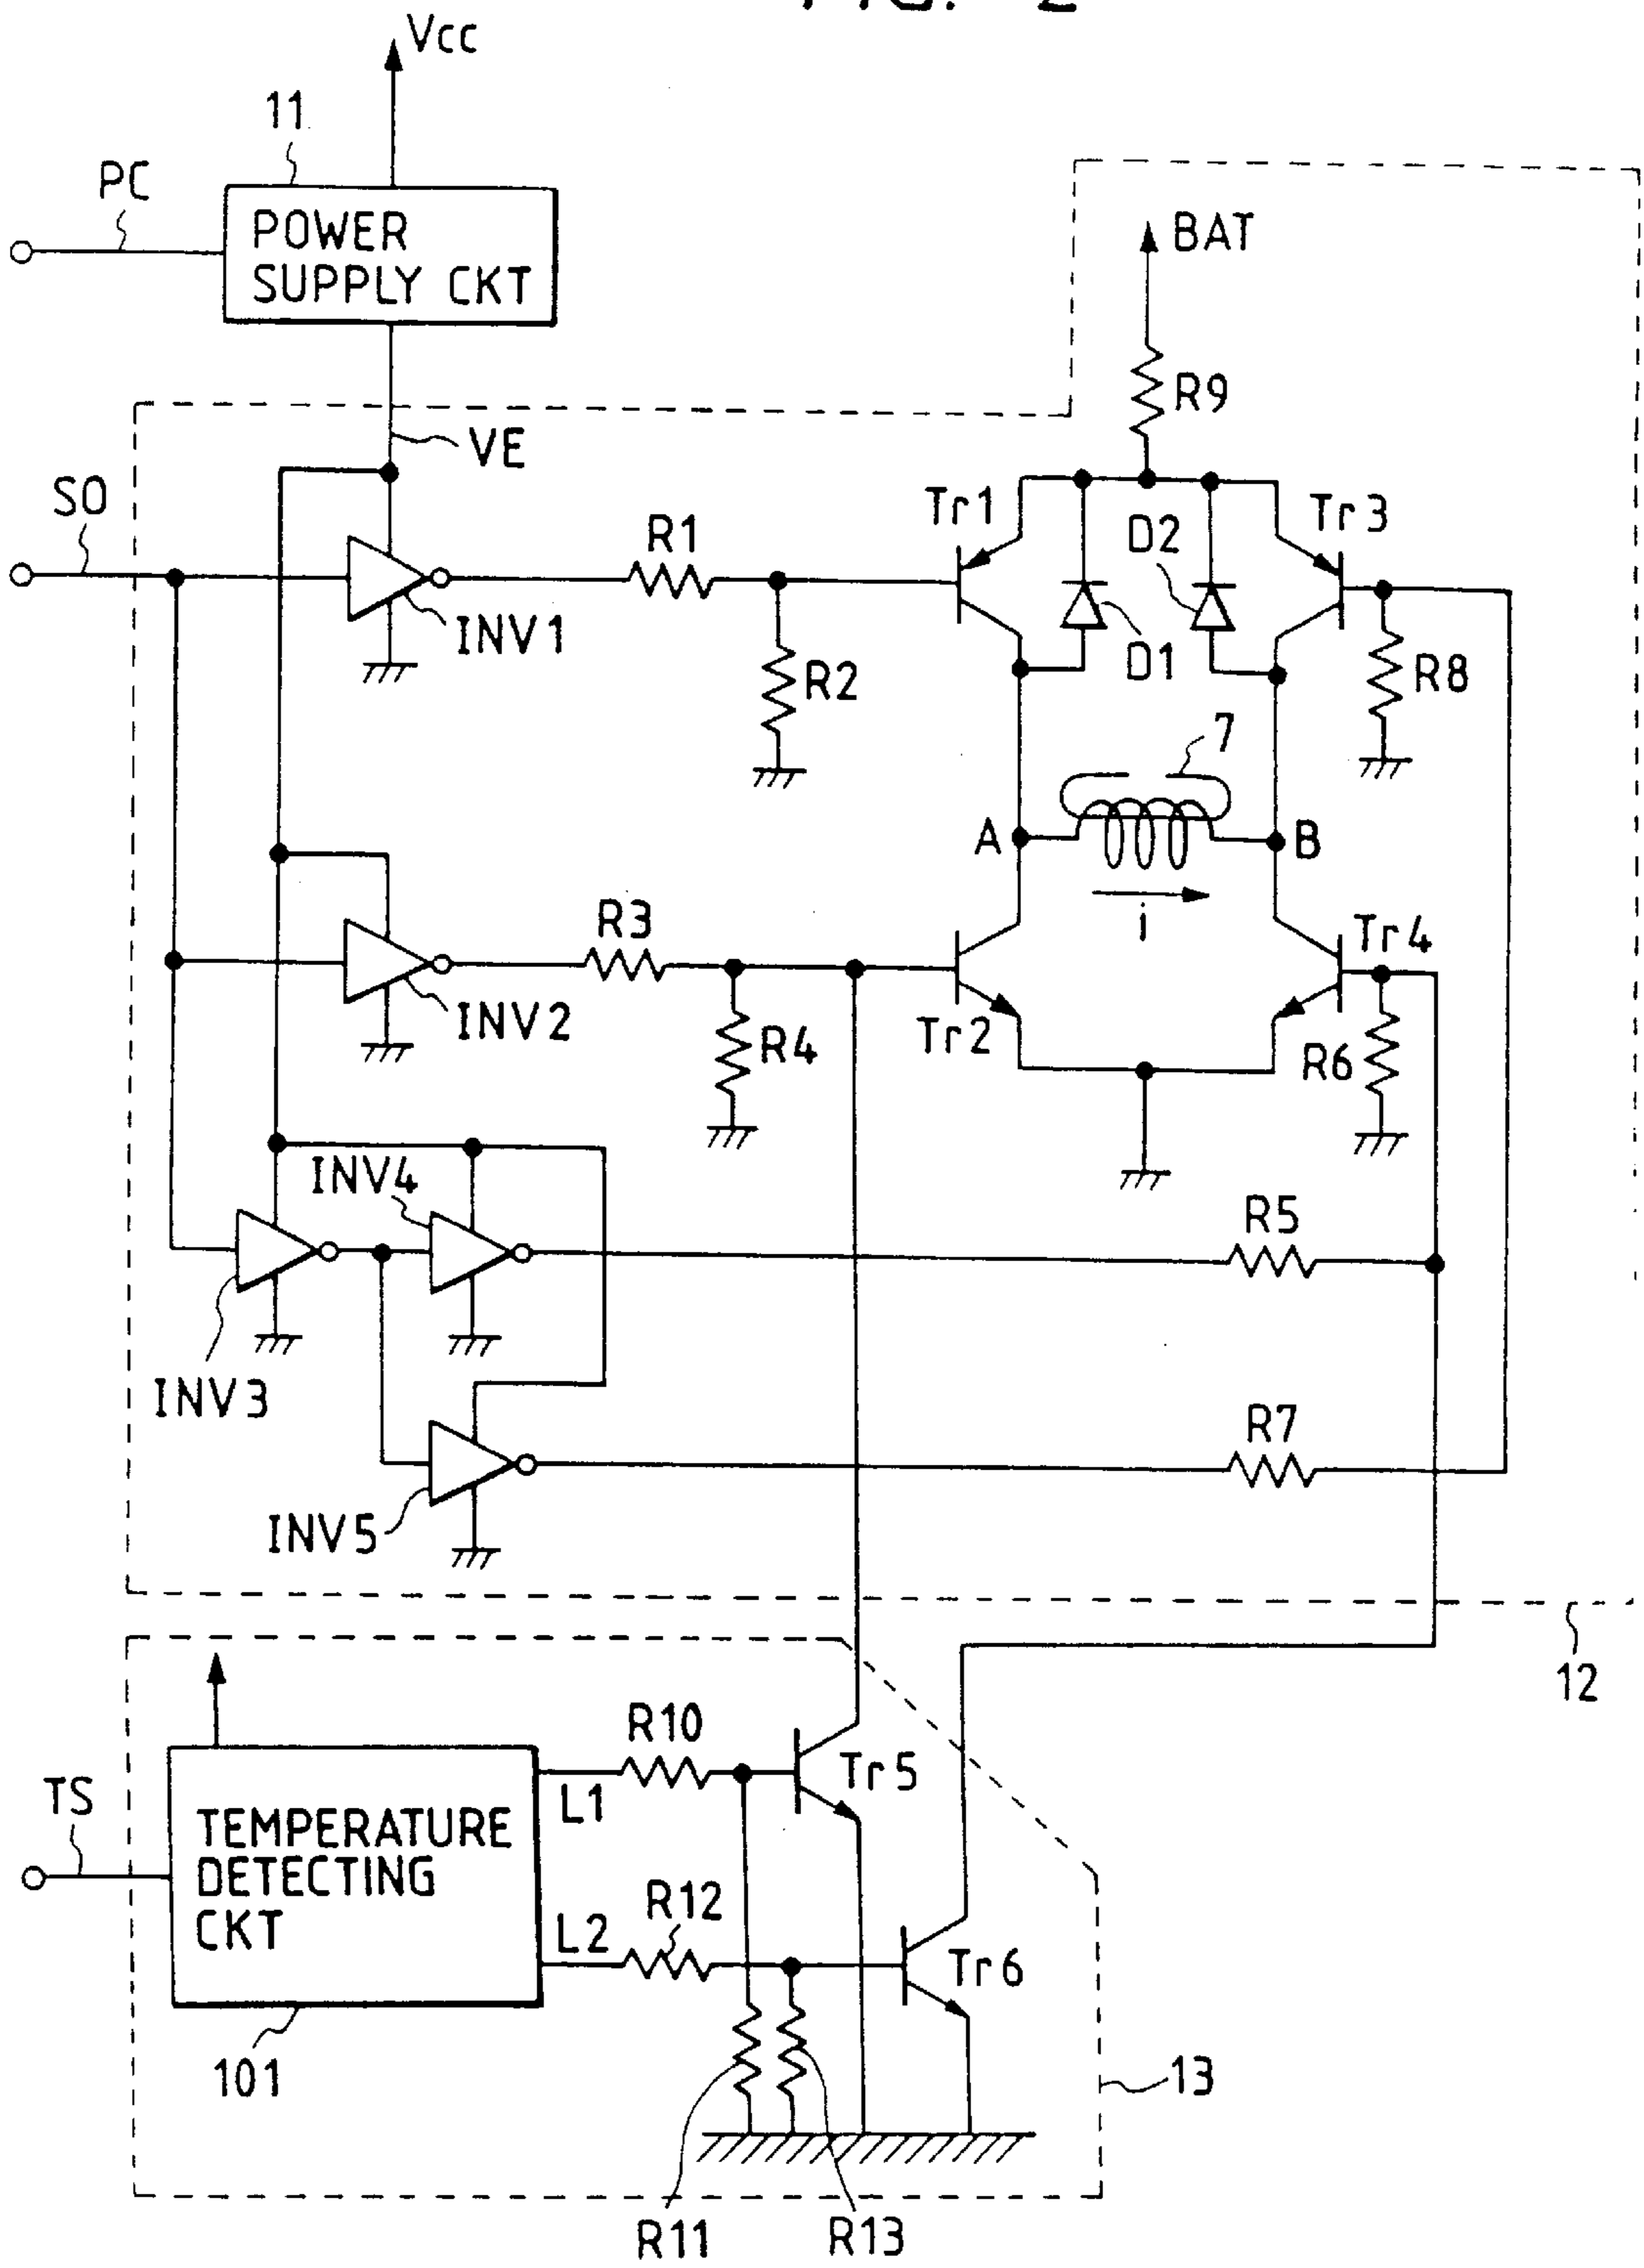 FIG. 2
Vcc
11
PC
POWER
SUPPLY CKT
BAT
R9
VE
SO
R1
Tr1
D2
Tr3
INV1
R2
D1
R8
7
A
B
i
R3
Tr4
INV2
R4
Tr2
R6
INV4
R5
INV3
R7
INV5
12
R10
Tr5
TS
L1
TEMPERATURE
DETECTING
CKT
R12
L2
Tr6
101
13
R11
R13